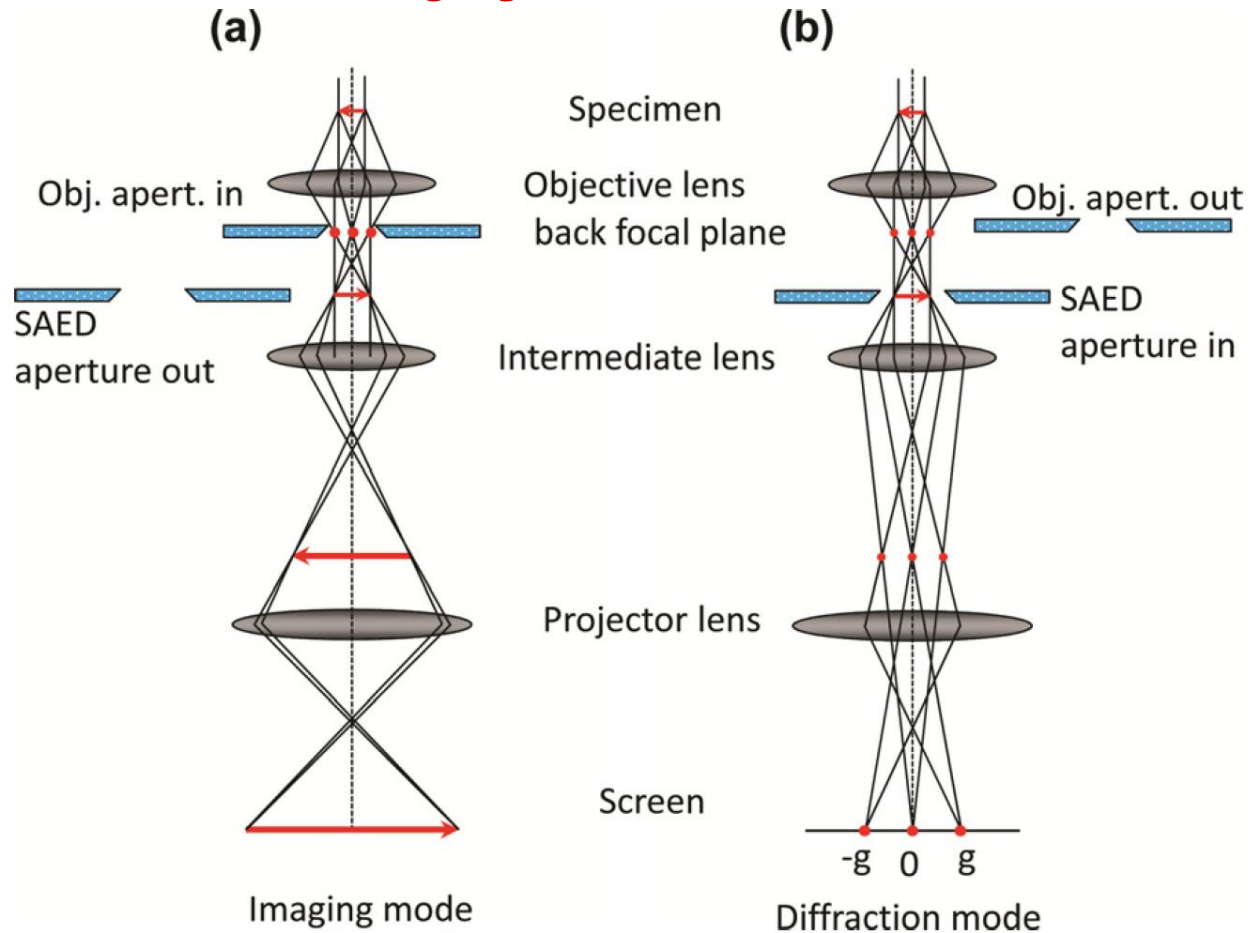 (a)
(b)
Specimen
Obj. apert. in
Objective lens
back focal plane
Obj. apert. out
SAED
aperture out
SAED
aperture in
Intermediate lens
Projector lens
Screen
-g 0 g
Imaging mode
Diffraction mode